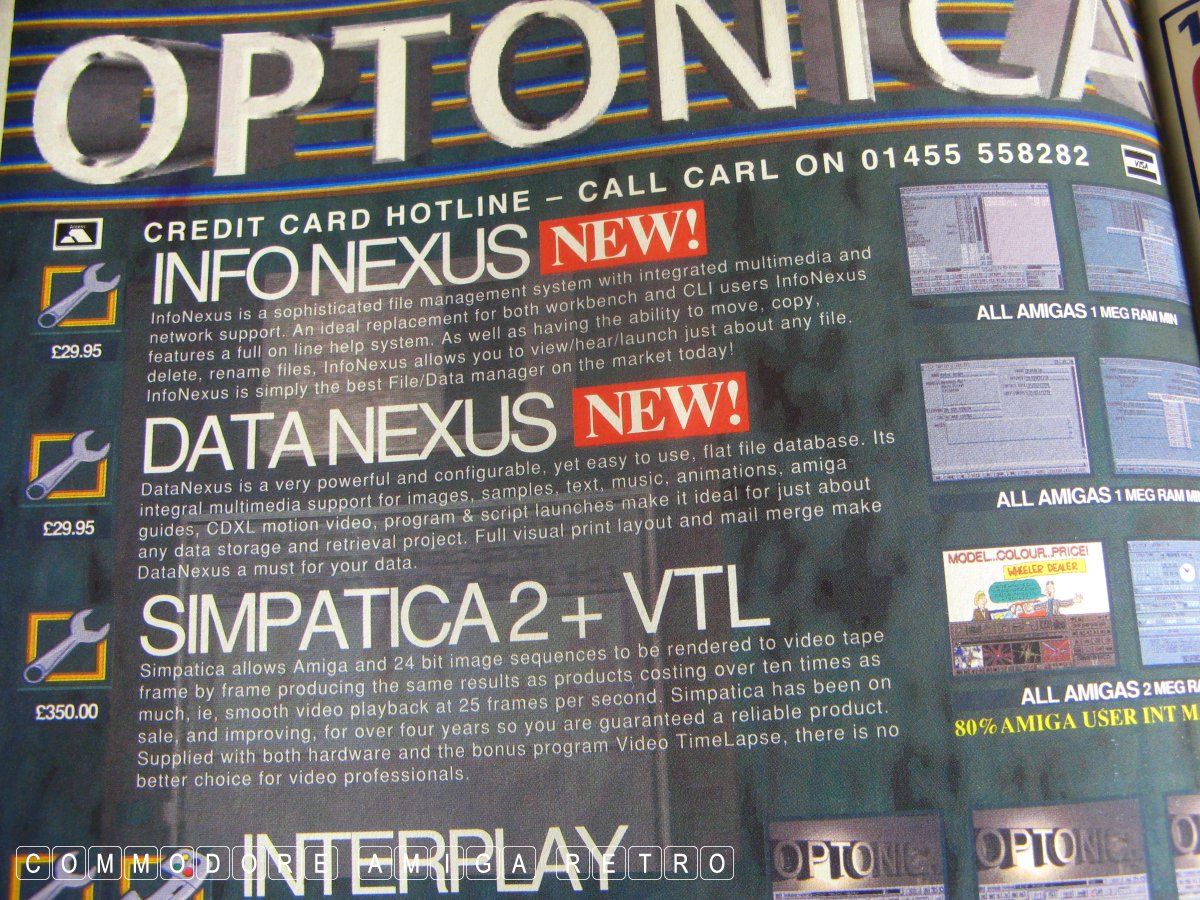 OPTONICA
CREDIT CARD HOTLINE – CALL CARL ON 01455 558282
Access
VISA
INFO NEXUS NEW!
InfoNexus is a sophisticated file management system with integrated multimedia and
network support. An ideal replacement for both workbench and CLI users InfoNexus
features a full on line help system. As well as having the ability to move, copy,
delete, rename files, InfoNexus allows you to view/hear/launch just about any file.
InfoNexus is simply the best File/Data manager on the market today!
£29.95
ALL AMIGAS 1 MEG RAM MIN
DATA NEXUS NEW!
DataNexus is a very powerful and configurable, yet easy to use, flat file database. Its
integral multimedia support for images, samples, text, music, animations, amiga
guides, CDXL motion video, program & script launches make it ideal for just about
any data storage and retrieval project. Full visual print layout and mail merge make
DataNexus a must for your data.
£29.95
ALL AMIGAS 1 MEG RAM MI
SIMPATICA 2 + VTL
Simpatica allows Amiga and 24 bit image sequences to be rendered to video tape
frame by frame producing the same results as products costing over ten times as
much, ie, smooth video playback at 25 frames per second. Simpatica has been on
sale, and improving, for over four years so you are guaranteed a reliable product.
Supplied with both hardware and the bonus program Video TimeLapse, there is no
better choice for video professionals.
£350.00
MODEL...COLOUR...PRICE!
WHEELER DEALER
ALL AMIGAS 2 MEG RA
80% AMIGA USER INT M
INTERPLAY
OPTONICA
OPTONICA
COMMODORE AMIGA RETRO